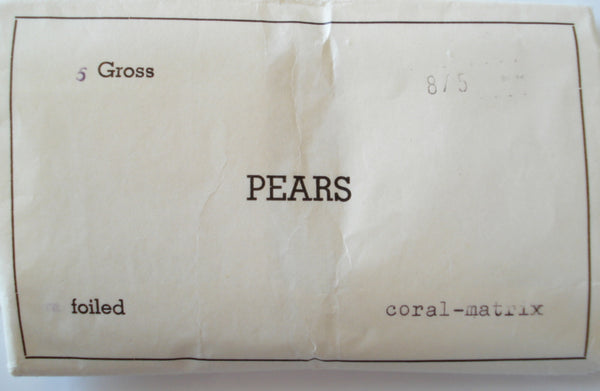 5 Gross
8/5
PEARS
foiled
coral-matrix